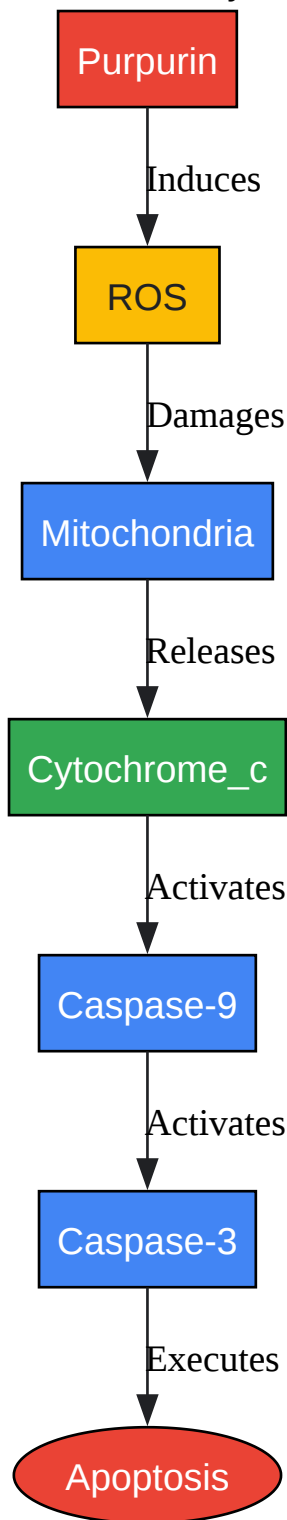 Purpurin
Induces
ROS
Damages
Mitochondria
Releases
Cytochrome_c
Activates
Caspase-9
Activates
Caspase-3
Executes
Apoptosis